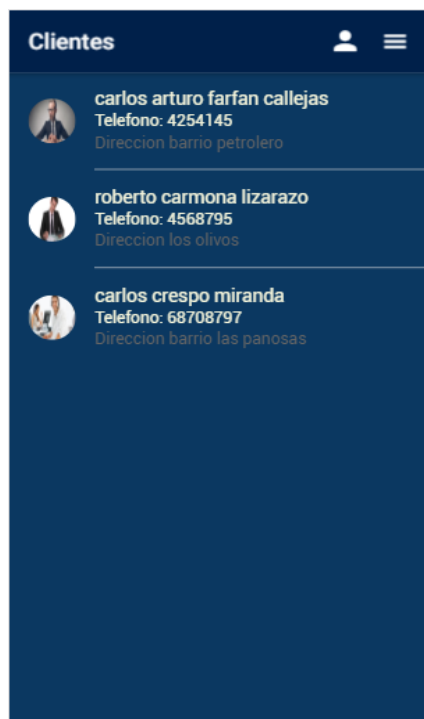 Clientes
carlos arturo farfan callejas
Telefono: 4254145
Direccion barrio petrolero
roberto carmona lizarazo
Telefono: 4568795
Direccion los olivos
carlos crespo miranda
Telefono: 68708797
Direccion barrio las panosas